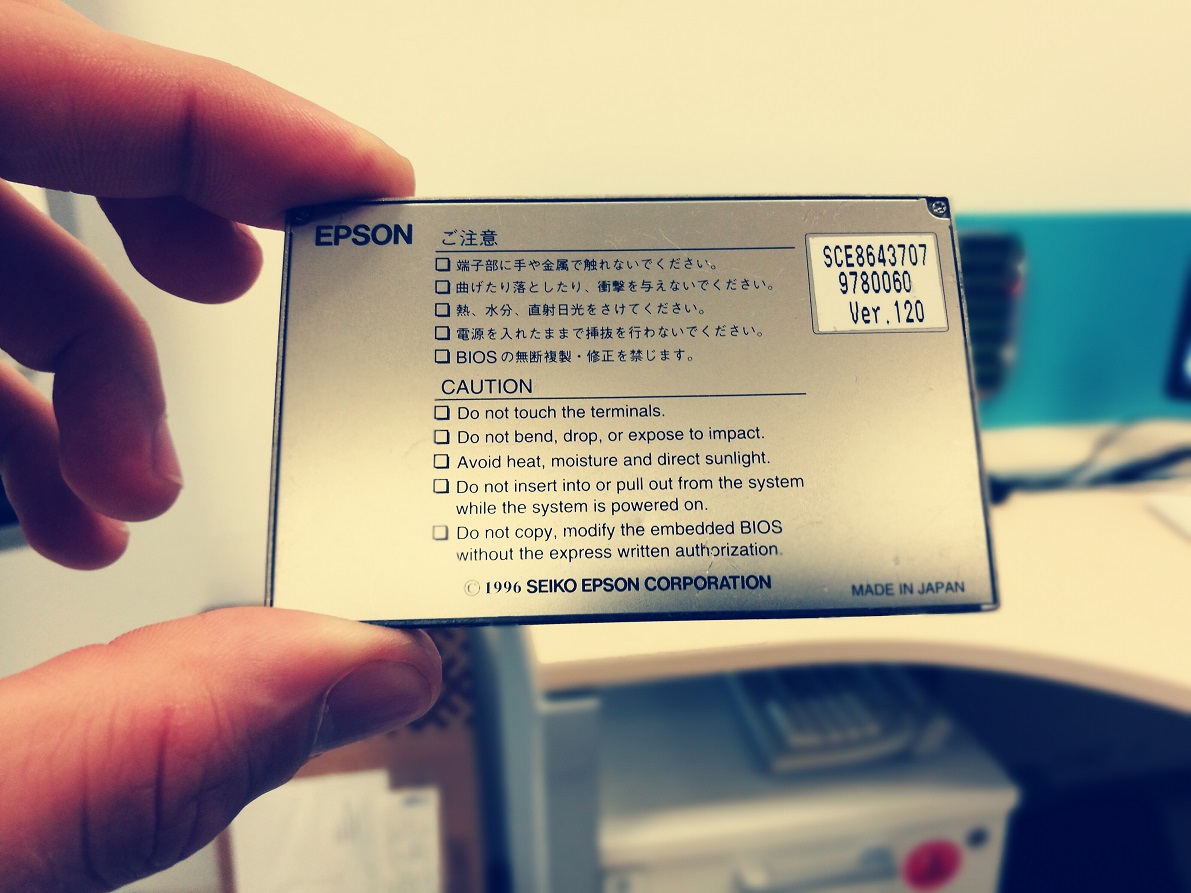 EPSON
ご注意
❏ 端子部に手や金属で触れないでください。
❏ 曲げたり落としたり、衝撃を与えないでください。
❏ 熱、水分、直射日光をさけてください。
❏ 電源を入れたままで挿抜を行わないでください。
❏ BIOSの無断複製・修正を禁じます。
SCE8643707
9780060
Ver.120
CAUTION
❏ Do not touch the terminals.
❏ Do not bend, drop, or expose to impact.
❏ Avoid heat, moisture and direct sunlight.
❏ Do not insert into or pull out from the system
while the system is powered on.
❏ Do not copy, modify the embedded BIOS
without the express written authorization.
© 1996 SEIKO EPSON CORPORATION
MADE IN JAPAN